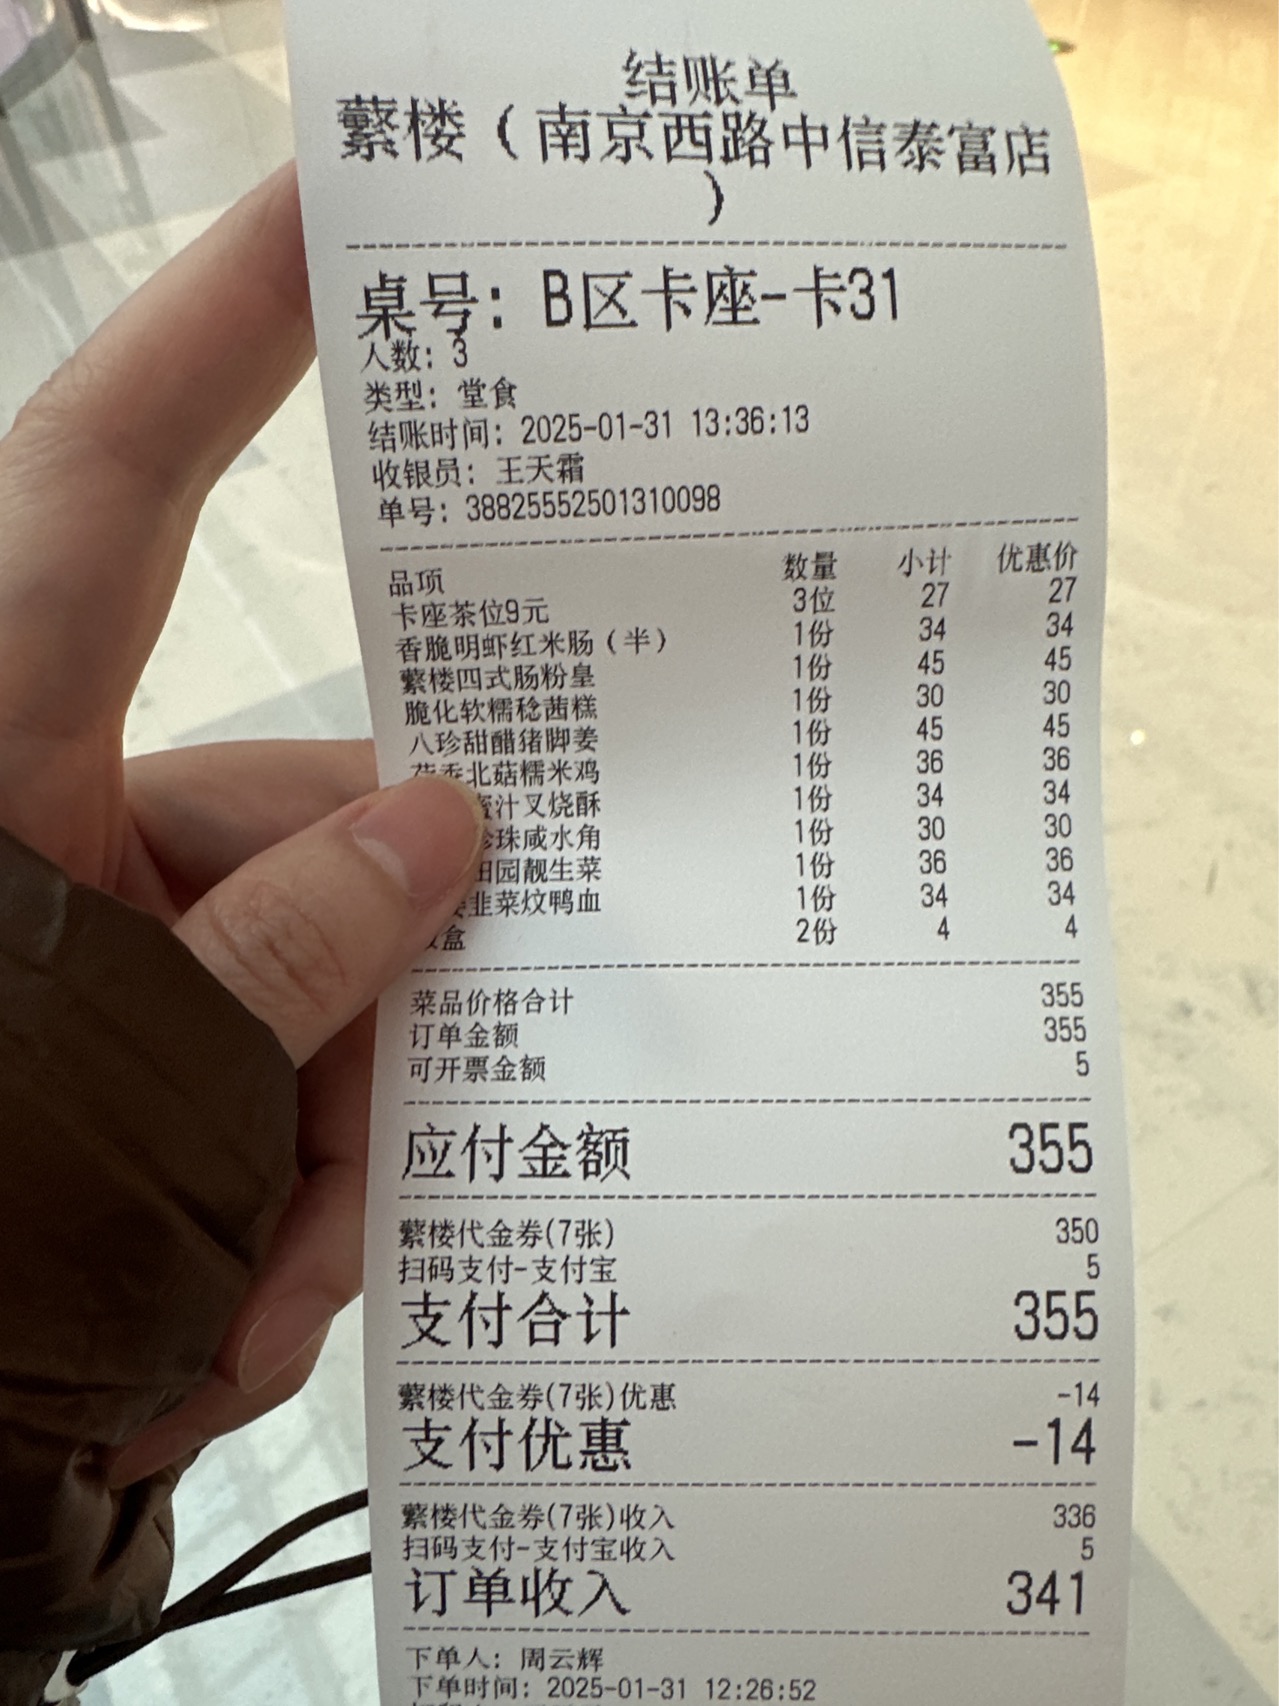 结账单
蘩楼（南京西路中信泰富店
）
桌号：B区卡座-卡31
人数：3
类型：堂食
结账时间：2025-01-31 13:36:13
收银员：王天霜
单号：38825552501310098
品项 数量 小计 优惠价
卡座茶位9元 3位 27 27
香脆明虾红米肠（半） 1份 34 34
蘩楼四式肠粉皇 1份 45 45
脆化软糯稔茜糕 1份 30 30
八珍甜醋猪脚姜 1份 45 45
北菇糯米鸡 1份 36 36
蜜汁叉烧酥 1份 34 34
珍珠咸水角 1份 30 30
田园靓生菜 1份 36 36
韭菜炆鸭血 1份 34 34
盒 2份 4 4
菜品价格合计 355
订单金额 355
可开票金额 5
应付金额 355
蘩楼代金券(7张) 350
扫码支付-支付宝 5
支付合计 355
蘩楼代金券(7张)优惠 -14
支付优惠 -14
蘩楼代金券(7张)收入 336
扫码支付-支付宝收入 5
订单收入 341
下单人：周云辉
下单时间：2025-01-31 12:26:52